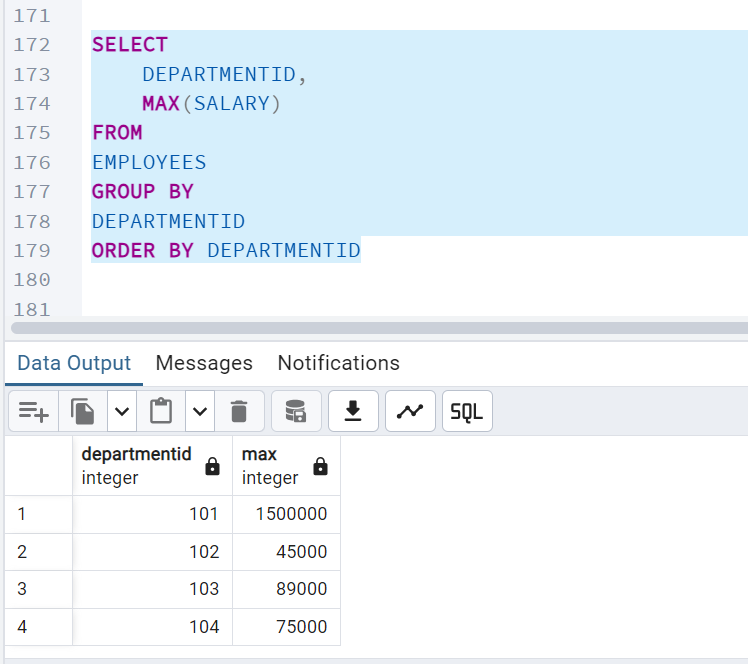 171
172 SELECT
173 DEPARTMENTID,
174 MAX(SALARY)
175 FROM
176 EMPLOYEES
177 GROUP BY
178 DEPARTMENTID
179 ORDER BY DEPARTMENTID
180
181
Data Output Messages Notifications
SQL
departmentid max
integer integer
1 101 1500000
2 102 45000
3 103 89000
4 104 75000